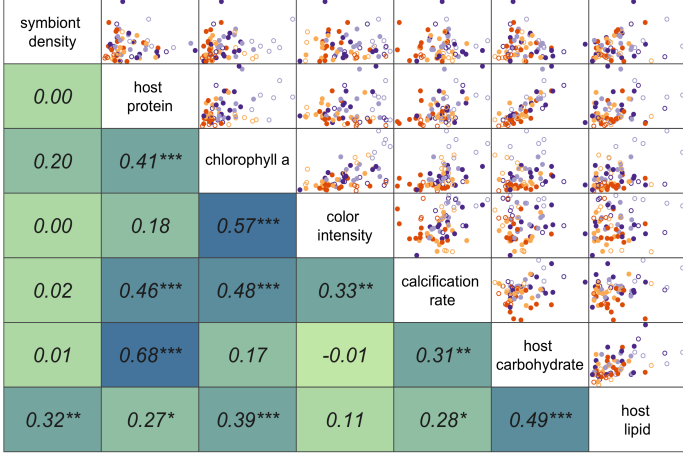 symbiont
density
0.00
host
protein
0.20
0.41***
chlorophyll a
0.00
0.18
0.57***
color
intensity
0.02
0.46***
0.48***
0.33**
calcification
rate
0.01
0.68***
0.17
-0.01
0.31**
host
carbohydrate
0.32**
0.27*
0.39***
0.11
0.28*
0.49***
host
lipid